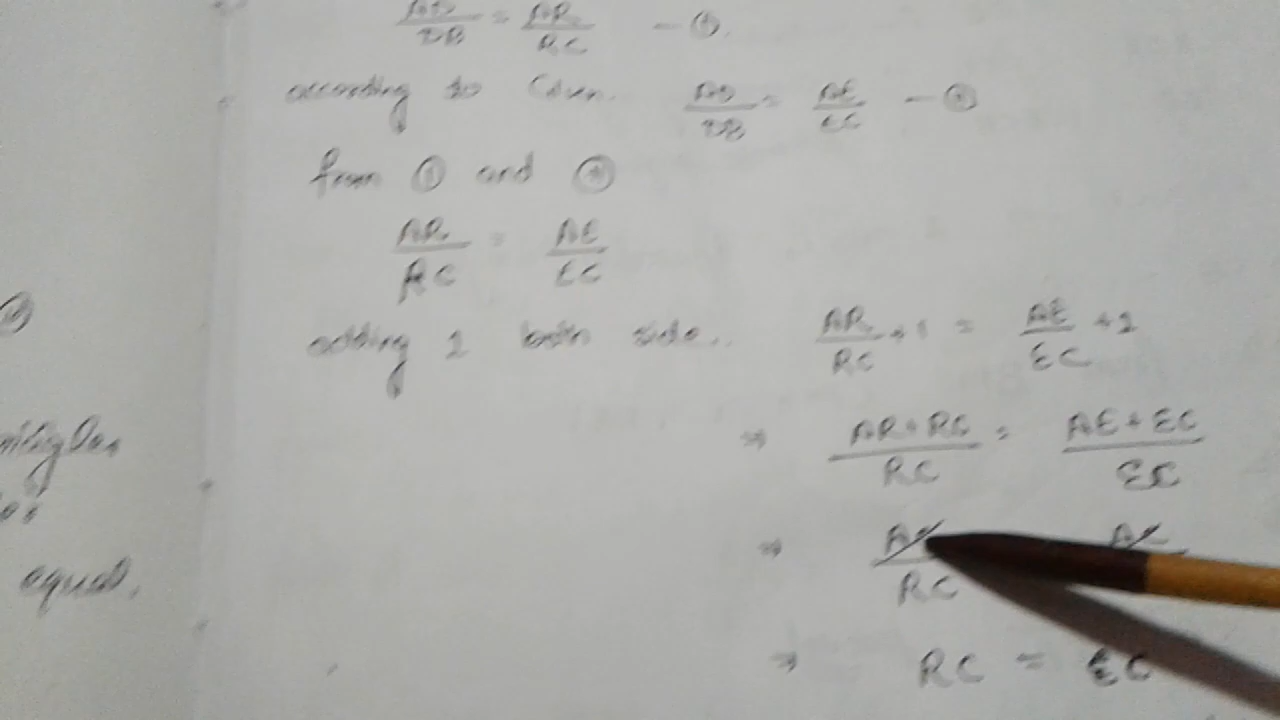 AD/DB = AR/RC - ①.
according to Given. AD/DB = AE/EC - ②
from ① and ②
AR/RC = AE/EC
adding 1 both side.. AR/RC + 1 = AE/EC + 1
⇒ AR+RC/RC = AE+EC/EC
⇒ AC/RC AC
⇒ RC = EC
equal.